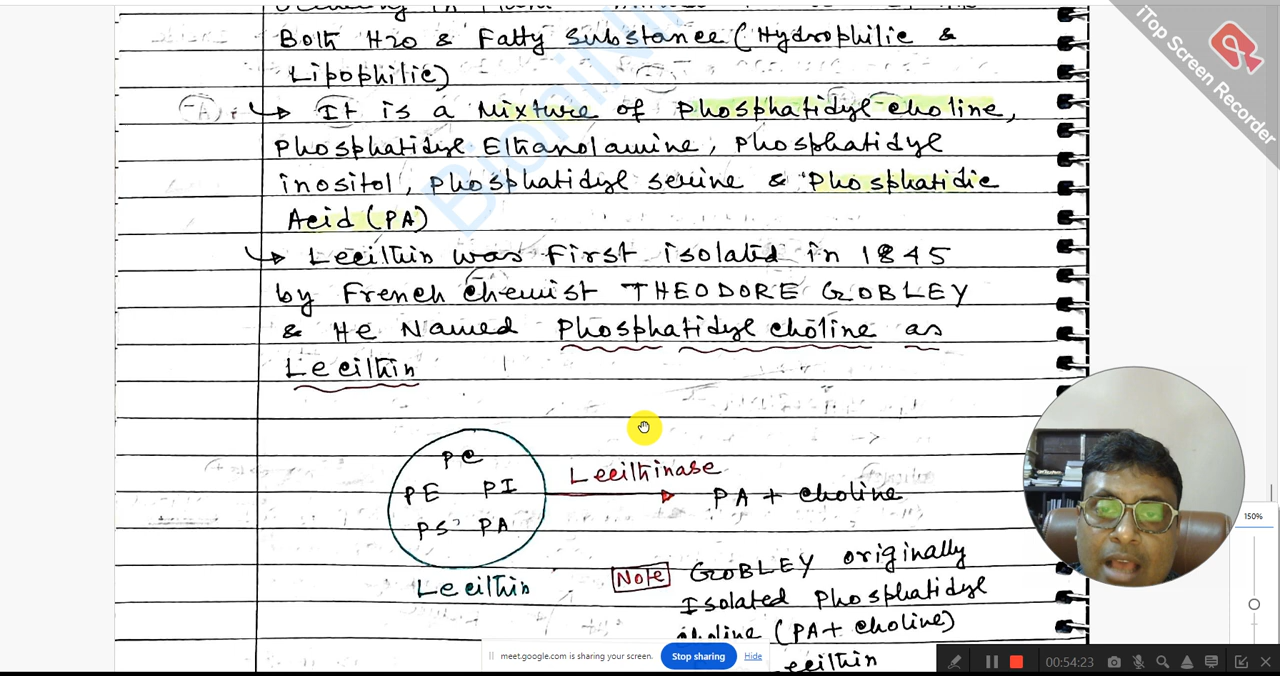 Both H2O & Fatty Substance (Hydrophilic &
Lipophilic)
It is a Mixture of Phosphatidyl choline,
Phosphatidyl Ethanolamine, Phosphatidyl
inositol, Phosphatidyl serine & Phosphatidic
Acid (PA)
Lecithin was First isolated in 1845
by French Chemist THEODORE GOBLEY
& He Named Phosphatidyl choline as
Lecithin
PC
PE PI
PS PA
Lecithin
Lecithinase
PA + choline
Note GOBLEY originally
Isolated Phosphatidyl
choline (PA + choline)
lecithin
iTop Screen Recorder
150%
meet.google.com is sharing your screen.
Stop sharing
Hide
00:54:23